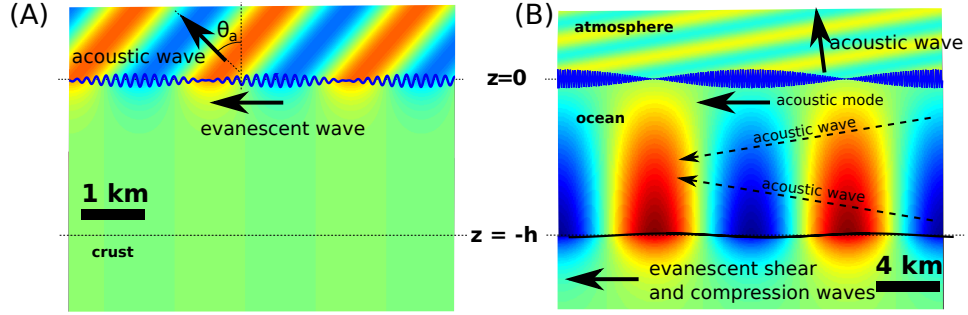 (A)
θa
acoustic wave
evanescent wave
1 km
crust
z=0
z = -h
(B)
atmosphere
acoustic wave
acoustic mode
ocean
acoustic wave
acoustic wave
evanescent shear
and compression waves
4 km